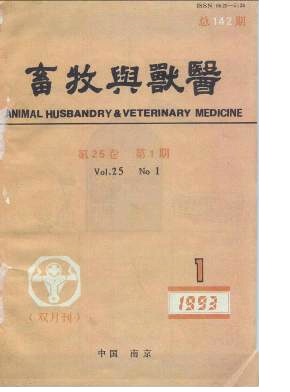 总142期
畜牧與獸醫
ANIMAL HUSBANDRY & VETERINARY MEDICINE
第25卷 第1期
Vol.25 No 1
1
1993
(双月刊)
中国 南京